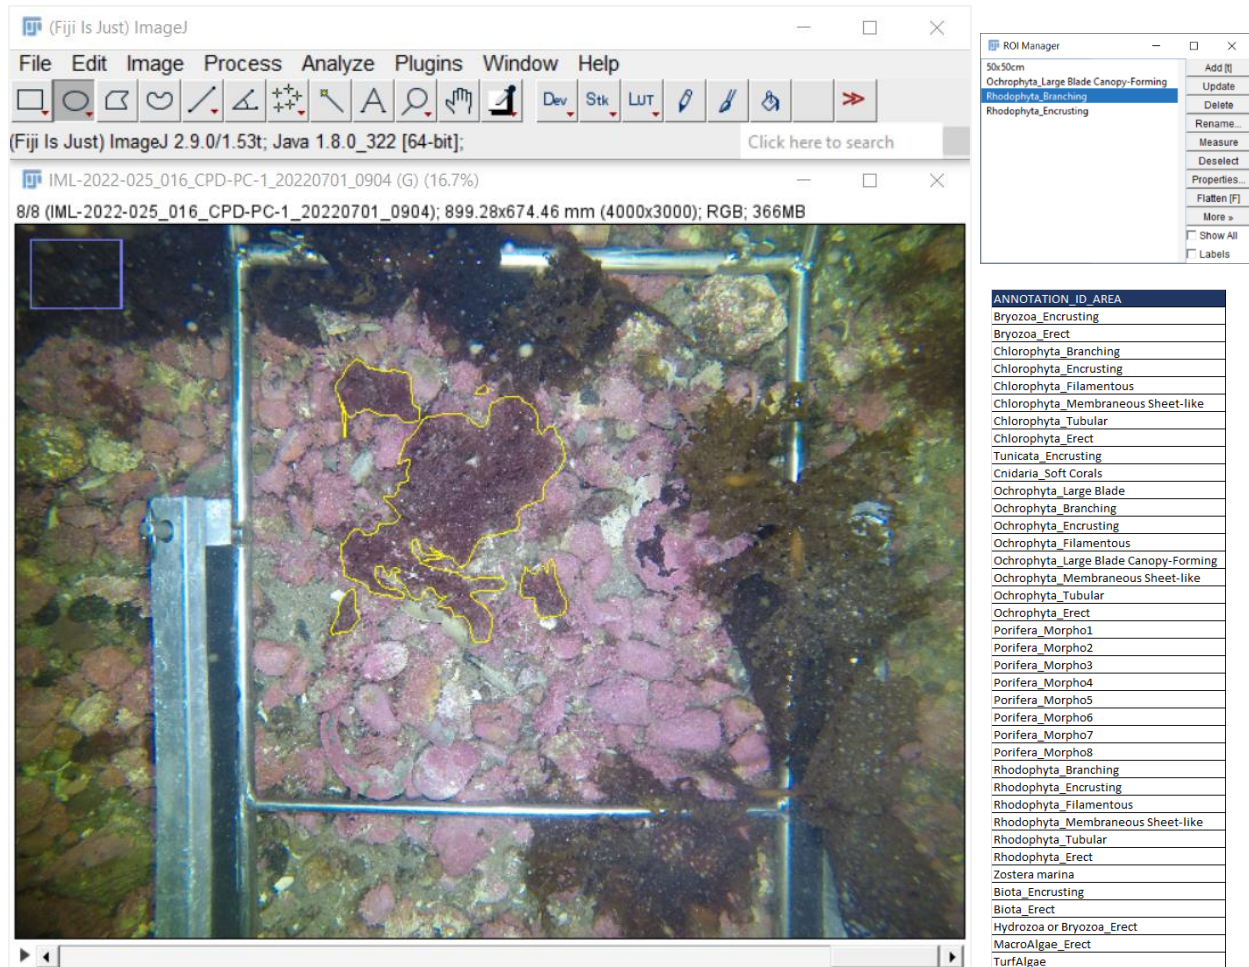 (Fiji Is Just) ImageJ
File Edit Image Process Analyze Plugins Window Help
Dev Stk LUT
(Fiji Is Just) ImageJ 2.9.0/1.53t; Java 1.8.0_322 [64-bit];
Click here to search
IML-2022-025_016_CPD-PC-1_20220701_0904 (G) (16.7%)
8/8 (IML-2022-025_016_CPD-PC-1_20220701_0904); 899.28x674.46 mm (4000x3000); RGB; 366MB
ROI Manager
50x50cm
Ochrophyta_Large Blade Canopy-Forming
Rhodophyta_Branching
Rhodophyta_Encrusting
Add [t]
Update
Delete
Rename...
Measure
Deselect
Properties...
Flatten [F]
More »
Show All
Labels
ANNOTATION_ID_AREA
Bryozoa_Encrusting
Bryozoa_Erect
Chlorophyta_Branching
Chlorophyta_Encrusting
Chlorophyta_Filamentous
Chlorophyta_Membraneous Sheet-like
Chlorophyta_Tubular
Chlorophyta_Erect
Tunicata_Encrusting
Cnidaria_Soft Corals
Ochrophyta_Large Blade
Ochrophyta_Branching
Ochrophyta_Encrusting
Ochrophyta_Filamentous
Ochrophyta_Large Blade Canopy-Forming
Ochrophyta_Membraneous Sheet-like
Ochrophyta_Tubular
Ochrophyta_Erect
Porifera_Morpho1
Porifera_Morpho2
Porifera_Morpho3
Porifera_Morpho4
Porifera_Morpho5
Porifera_Morpho6
Porifera_Morpho7
Porifera_Morpho8
Rhodophyta_Branching
Rhodophyta_Encrusting
Rhodophyta_Filamentous
Rhodophyta_Membraneous Sheet-like
Rhodophyta_Tubular
Rhodophyta_Erect
Zostera marina
Biota_Encrusting
Biota_Erect
Hydrozoa or Bryozoa_Erect
MacroAlgae_Erect
TurfAlgae